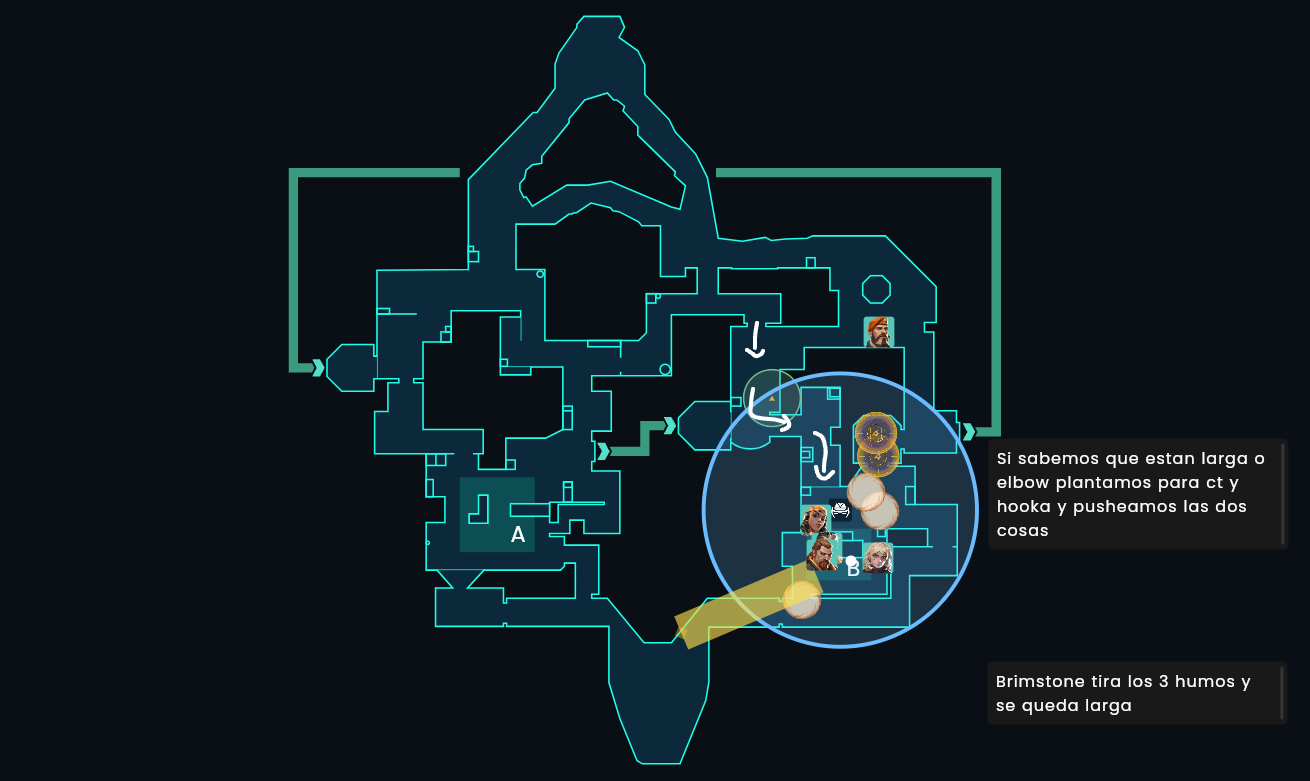 Si sabemos que estan larga o
elbow plantamos para ct y
hooka y pusheamos las dos
cosas
A
B
Brimstone tira los 3 humos y
se queda larga